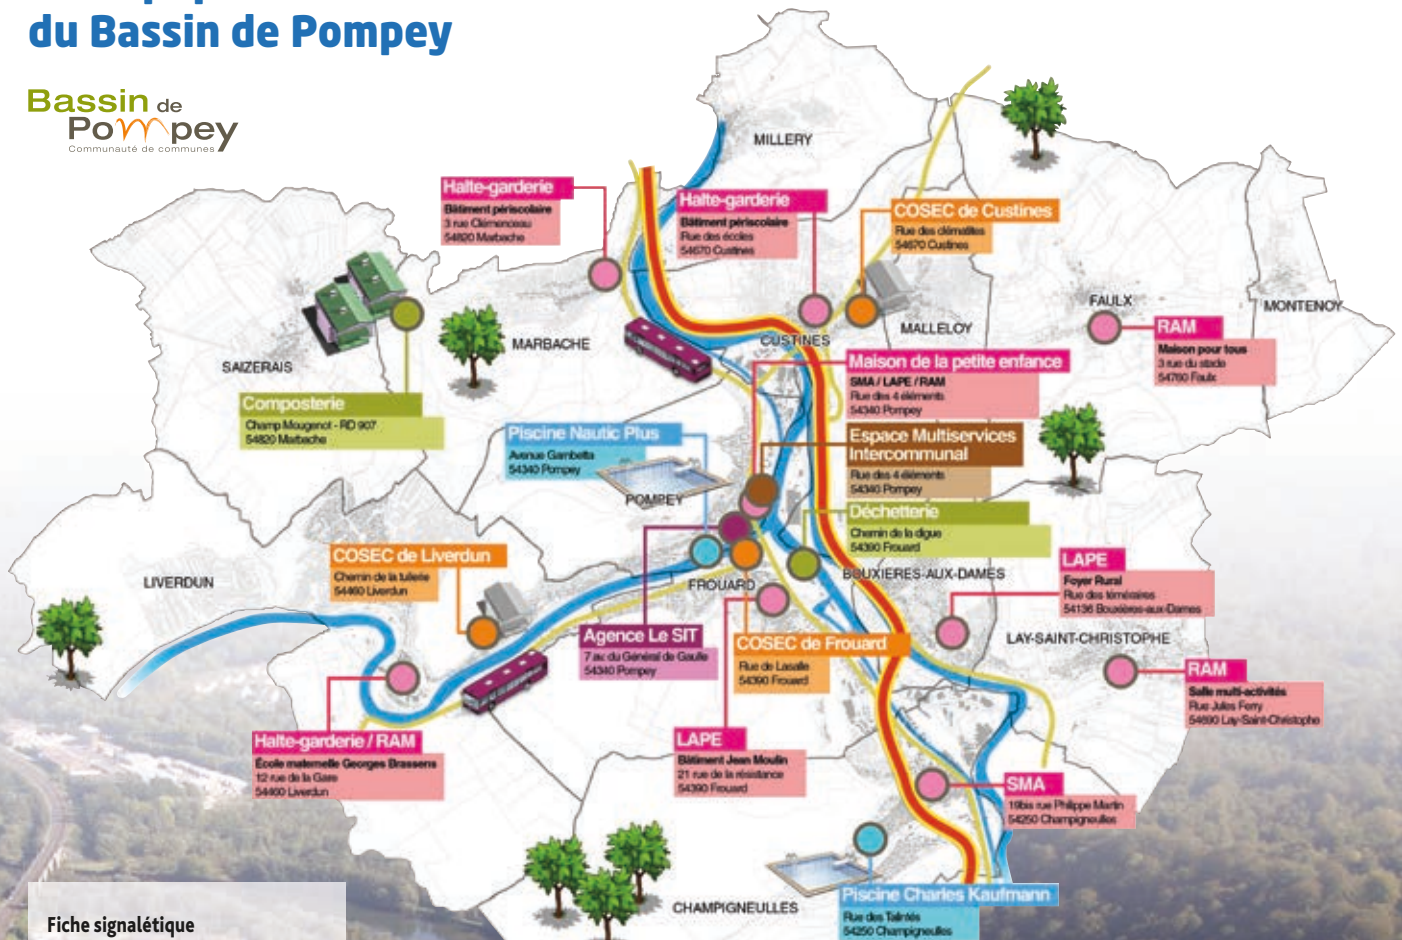 du Bassin de Pompey
Bassin de
Pompey
Communauté de communes
MILLERY
Halte-garderie
Bâtiment périscolaire
3 rue Clémenceau
54820 Marbache
Halte-garderie
Bâtiment périscolaire
Rue des écoles
54670 Custines
COSEC de Custines
Rue des clématites
54670 Custines
SAIZERAIS
MARBACHE
CUSTINES
MALLELOY
FAULX
MONTENOY
RAM
Maison pour tous
3 rue du stade
54760 Faulx
Composterie
Champ Mougenot - RD 907
54820 Marbache
Maison de la petite enfance
SMA / LAPE / RAM
Rue des 4 éléments
54340 Pompey
Piscine Nautic Plus
Avenue Gambetta
54340 Pompey
Espace Multiservices
Intercommunal
Rue des 4 éléments
54340 Pompey
POMPEY
Déchetterie
Chemin de la digue
54390 Frouard
LIVERDUN
COSEC de Liverdun
Chemin de la tuilerie
54460 Liverdun
FROUARD
BOUXIERES-AUX-DAMES
LAPE
Foyer Rural
Rue des téméraires
54136 Bouxières-aux-Dames
Agence Le SIT
7 av. du Général de Gaulle
54340 Pompey
COSEC de Frouard
Rue de Lasalle
54390 Frouard
LAY-SAINT-CHRISTOPHE
RAM
Salle multi-activités
Rue Jules Ferry
54690 Lay-Saint-Christophe
Halte-garderie / RAM
École maternelle Georges Brassens
12 rue de la Gare
54460 Liverdun
LAPE
Bâtiment Jean Moulin
21 rue de la résistance
54390 Frouard
SMA
19bis rue Philippe Martin
54250 Champigneulles
CHAMPIGNEULLES
Piscine Charles Kaufmann
Rue des
54250 Champigneulles
Fiche signalétique